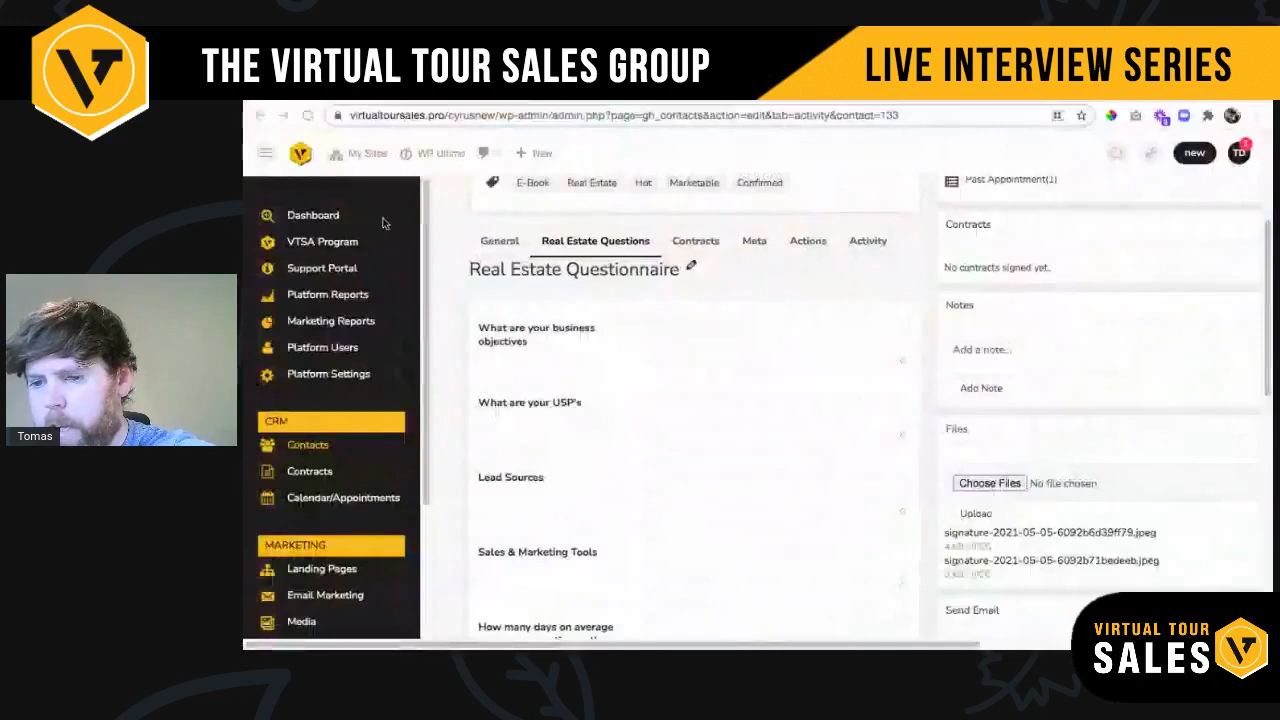 THE VIRTUAL TOUR SALES GROUP
LIVE INTERVIEW SERIES
virtualtoursales.pro/cyrusnew/wp-admin/admin.php?page=gh_contacts&action=edit&tab=activity&contact=133
My Sites
WP Ultimo
New
new
TD
Dashboard
VTSA Program
Support Portal
Platform Reports
Marketing Reports
Platform Users
Platform Settings
CRM
Contacts
Contracts
Calendar/Appointments
MARKETING
Landing Pages
Email Marketing
Media
E-Book Real Estate Hot Marketable Confirmed
General Real Estate Questions Contracts Meta Actions Activity
Real Estate Questionnaire
What are your business
objectives
What are your USP's
Lead Sources
Sales & Marketing Tools
How many days on average
Past Appointment(1)
Contracts
No contracts signed yet.
Notes
Add a note...
Add Note
Files
Choose Files No file chosen
Upload
signature-2021-05-05-6092b6d39ff79.jpeg
signature-2021-05-05-6092b71bedeeb.jpeg
Send Email
Tomas
VIRTUAL TOUR
SALES